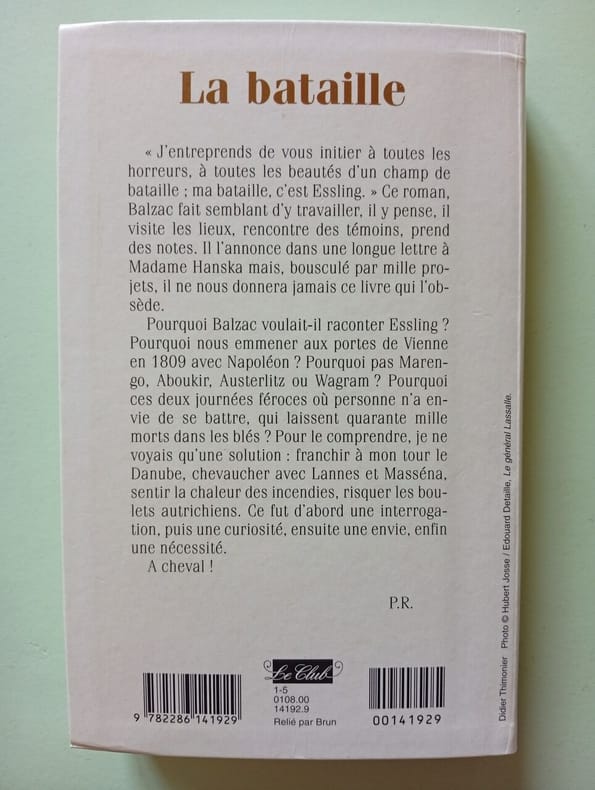 La bataille
« J'entreprends de vous initier à toutes les
horreurs, à toutes les beautés d'un champ de
bataille ; ma bataille, c'est Essling. » Ce roman,
Balzac fait semblant d'y travailler, il y pense, il
visite les lieux, rencontre des témoins, prend
des notes. Il l'annonce dans une longue lettre à
Madame Hanska mais, bousculé par mille pro-
jets, il ne nous donnera jamais ce livre qui l'ob-
sède.
Pourquoi Balzac voulait-il raconter Essling ?
Pourquoi nous emmener aux portes de Vienne
en 1809 avec Napoléon ? Pourquoi pas Maren-
go, Aboukir, Austerlitz ou Wagram ? Pourquoi
ces deux journées féroces où personne n'a en-
vie de se battre, qui laissent quarante mille
morts dans les blés ? Pour le comprendre, je ne
voyais qu'une solution : franchir à mon tour le
Danube, chevaucher avec Lannes et Masséna,
sentir la chaleur des incendies, risquer les bou-
lets autrichiens. Ce fut d'abord une interroga-
tion, puis une curiosité, ensuite une envie, enfin
une nécessité.
A cheval !
P.R.
Le Club
1-5
0108.00
14192.9
Relié par Brun
9 782286 141929
00141929
Didier Thimonier Photo © Hubert Josse / Edouard Detaille, Le général Lassalle.